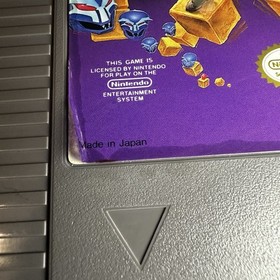 THIS GAME IS
LICENSED BY NINTENDO
FOR PLAY ON THE
Nintendo
ENTERTAINMENT
SYSTEM
Made in Japan